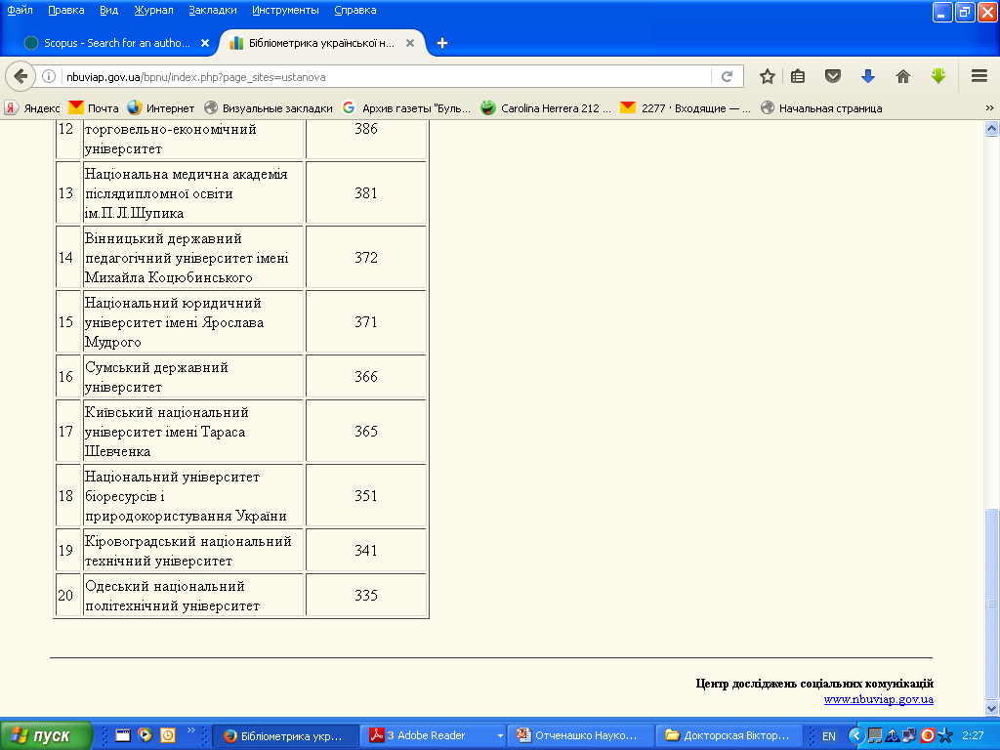 Файл Правка Вид Журнал Закладки Инструменты Справка
Scopus - Search for an autho... Бібліометрика української н...
nbuviap.gov.ua/bpnu/index.php?page_sites=ustanova
Яндекс Почта Интернет Визуальные закладки Архив газеты "Буль... Carolina Herrera 212 ... 2277 · Входящие — ... Начальная страница
12 торговельно-економічний 386
університет
Національна медична академія
13 післядипломної освіти 381
ім.П.Л.Шупика
Вінницький державний
14 педагогічний університет імені 372
Михайла Коцюбинського
Національний юридичний
15 університет імені Ярослава 371
Мудрого
16 Сумський державний 366
університет
Київський національний
17 університет імені Тараса 365
Шевченка
Національний університет
18 біоресурсів і 351
природокористування України
19 Кіровоградський національний 341
технічний університет
20 Одеський національний 335
політехнічний університет
Центр досліджень соціальних комунікацій
www.nbuviap.gov.ua
пуск Бібліометрика укр... 3 Adobe Reader Отченашко Науко... Докторская Віктор... EN 2:27